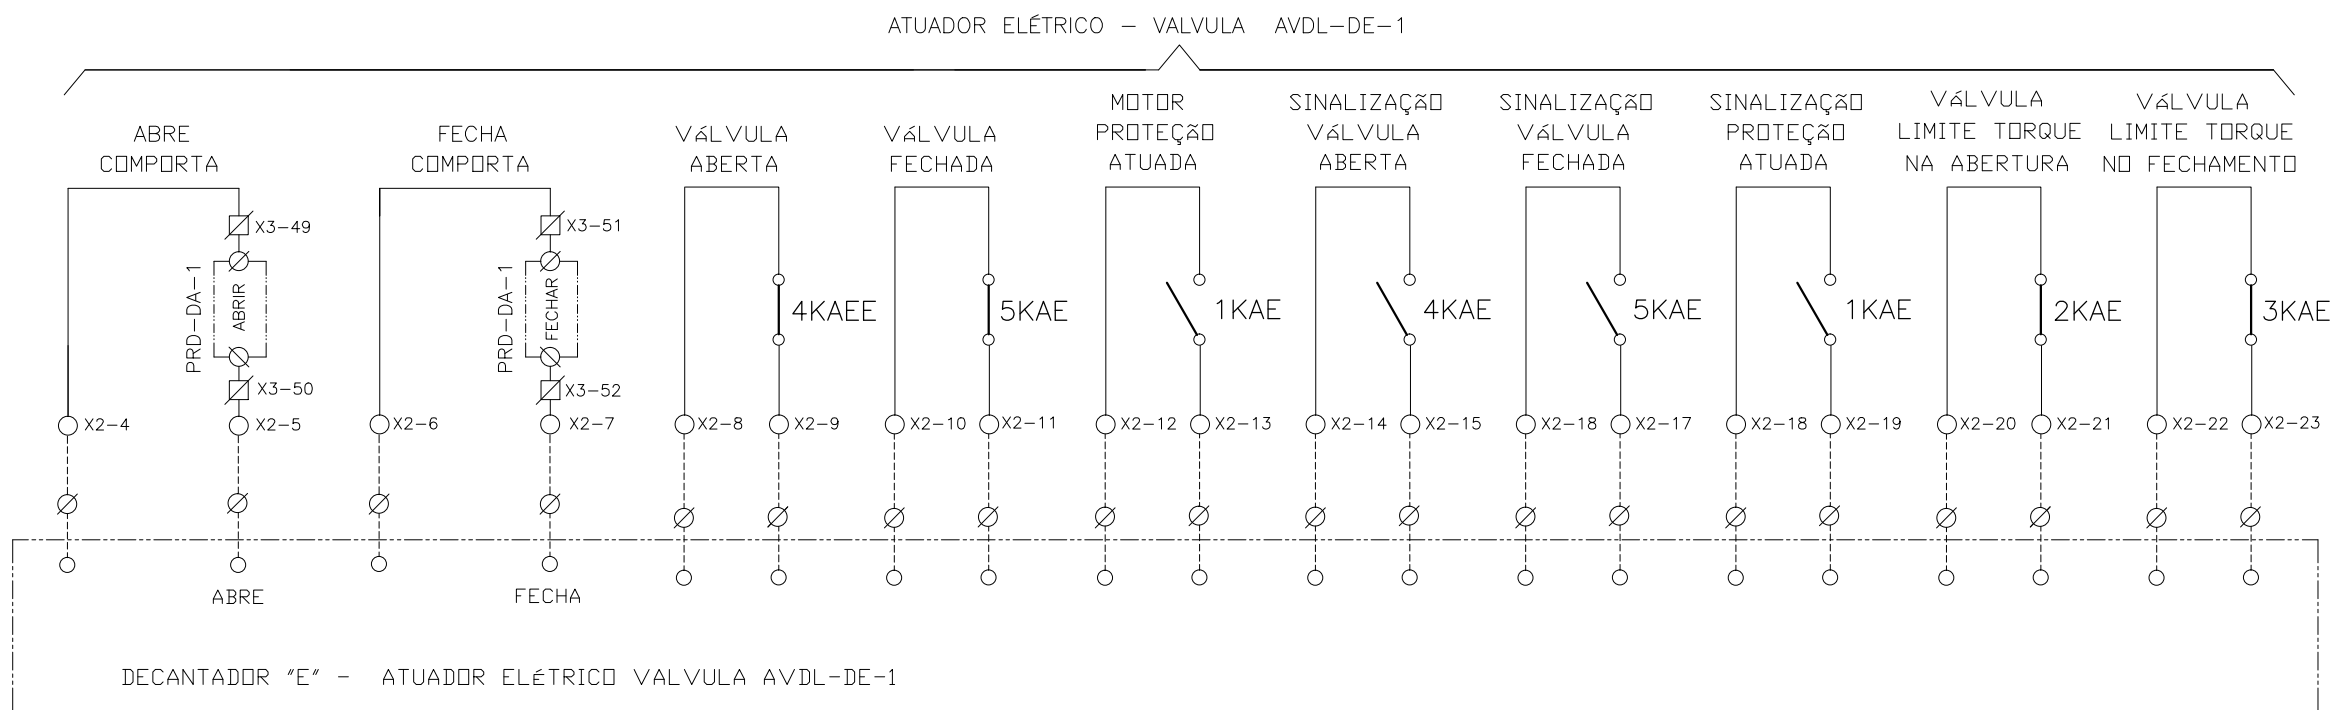 ATUADOR ELÉTRICO - VALVULA AVDL-DE-1
ABRE
COMPORTA
FECHA
COMPORTA
VáLVULA
ABERTA
VáLVULA
FECHADA
MOTOR
PROTEÇÃO
ATUADA
SINALIZAÇÃO
VáLVULA
ABERTA
SINALIZAÇÃO
VáLVULA
FECHADA
SINALIZAÇÃO
PROTEÇÃO
ATUADA
VáLVULA
LIMITE TORQUE
NA ABERTURA
VáLVULA
LIMITE TORQUE
NO FECHAMENTO
X3-49
X3-51
PRD-DA-1
ABRIR
PRD-DA-1
FECHAR
4KAEE
5KAE
1KAE
4KAE
5KAE
1KAE
2KAE
3KAE
X3-50
X3-52
X2-4
X2-5
X2-6
X2-7
X2-8
X2-9
X2-10
X2-11
X2-12
X2-13
X2-14
X2-15
X2-18
X2-17
X2-18
X2-19
X2-20
X2-21
X2-22
X2-23
ABRE
FECHA
DECANTADOR "E" - ATUADOR ELéTRICO VALVULA AVDL-DE-1